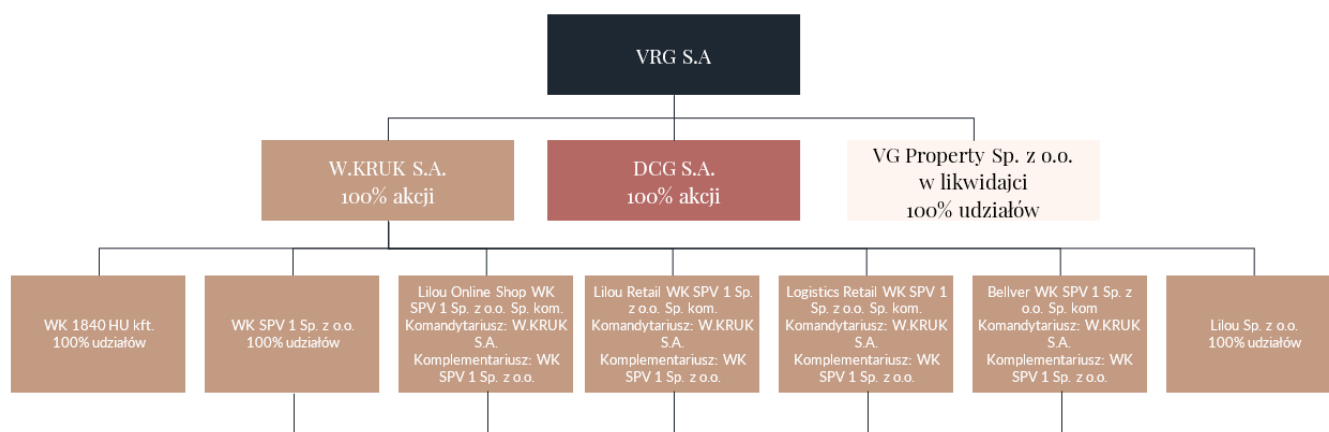 VRG S.A
W.KRUK S.A.
100% akcji
DCG S.A.
100% akcji
VG Property Sp. z o.o.
w likwidajci
100% udziałów
WK 1840 HU kft.
100% udziałów
WK SPV 1 Sp. z o.o.
100% udziałów
Lilou Online Shop WK
SPV 1 Sp. z o.o. Sp. kom.
Komandytariusz: W.KRUK
S.A.
Komplementariusz: WK
SPV 1 Sp. z o.o.
Lilou Retail WK SPV 1 Sp.
z o.o. Sp. kom.
Komandytariusz: W.KRUK
S.A.
Komplementariusz: WK
SPV 1 Sp. z o.o.
Logistics Retail WK SPV 1
Sp. z o.o. Sp. kom.
Komandytariusz: W.KRUK
S.A.
Komplementariusz: WK
SPV 1 Sp. z o.o.
Bellver WK SPV 1 Sp. z
o.o. Sp. kom
Komandytariusz: W.KRUK
S.A.
Komplementariusz: WK
SPV 1 Sp. z o.o.
Lilou Sp. z o.o.
100% udziałów